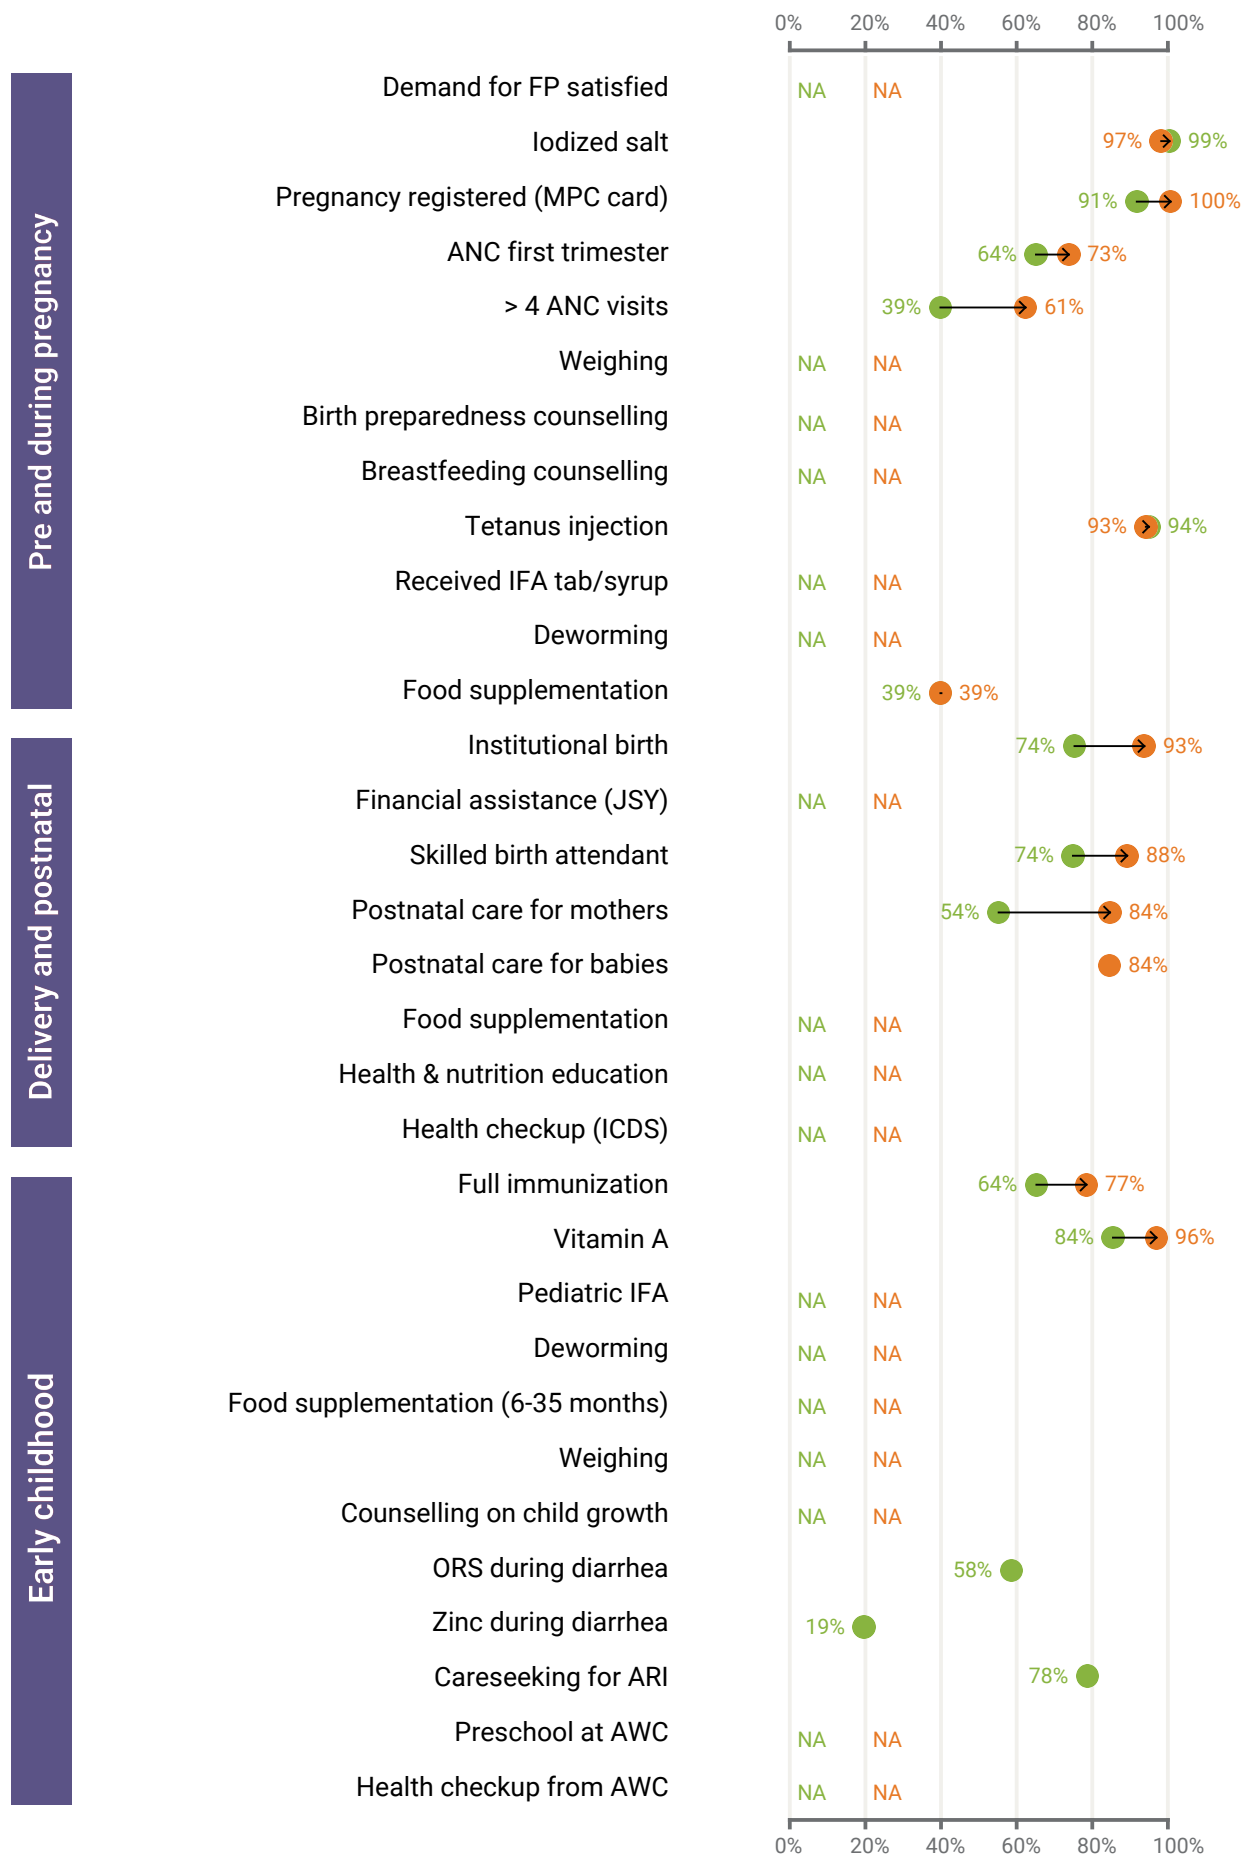 0% 20% 40% 60% 80% 100%
Pre and during pregnancy
Demand for FP satisfied NA NA
Iodized salt 97% 99%
Pregnancy registered (MPC card) 91% 100%
ANC first trimester 64% 73%
> 4 ANC visits 39% 61%
Weighing NA NA
Birth preparedness counselling NA NA
Breastfeeding counselling NA NA
Tetanus injection 93% 94%
Received IFA tab/syrup NA NA
Deworming NA NA
Food supplementation 39% 39%
Delivery and postnatal
Institutional birth 74% 93%
Financial assistance (JSY) NA NA
Skilled birth attendant 74% 88%
Postnatal care for mothers 54% 84%
Postnatal care for babies 84%
Food supplementation NA NA
Health & nutrition education NA NA
Health checkup (ICDS) NA NA
Early childhood
Full immunization 64% 77%
Vitamin A 84% 96%
Pediatric IFA NA NA
Deworming NA NA
Food supplementation (6-35 months) NA NA
Weighing NA NA
Counselling on child growth NA NA
ORS during diarrhea 58%
Zinc during diarrhea 19%
Careseeking for ARI 78%
Preschool at AWC NA NA
Health checkup from AWC NA NA
0% 20% 40% 60% 80% 100%